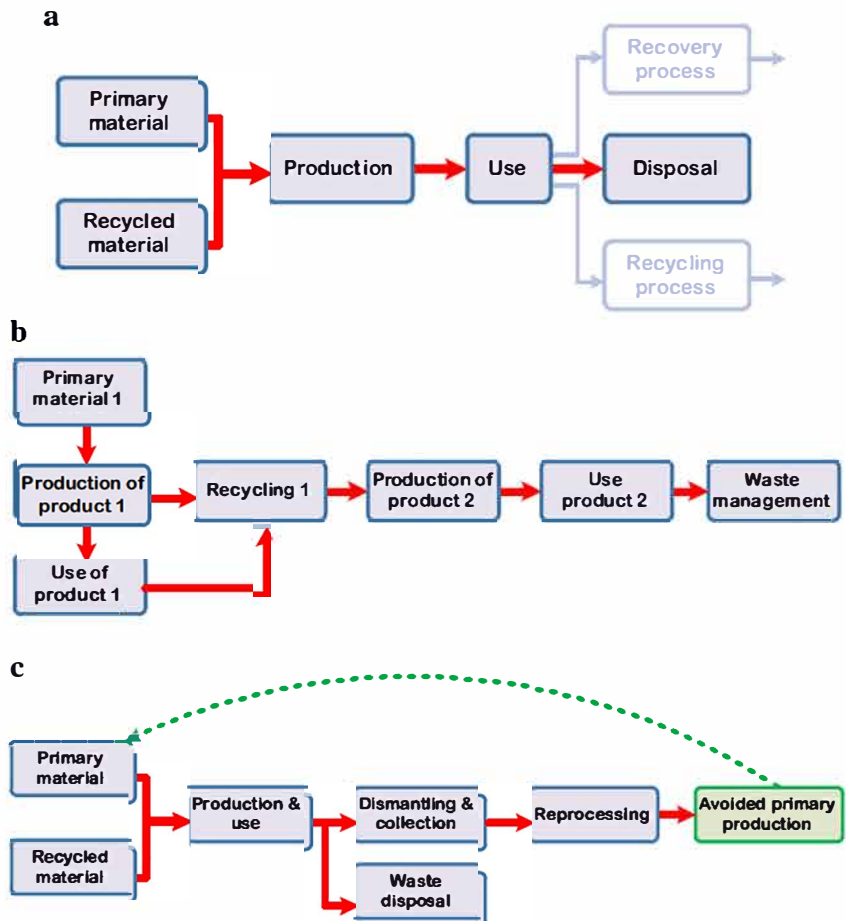 a
Primary
material
Recycled
material
Production
Use
Recovery
process
Disposal
Recycling
process
b
Primary
material 1
Production of
product 1
Use of
product 1
Recycling 1
Production of
product 2
Use
product 2
Waste
management
c
Primary
material
Recycled
material
Production &
use
Dismantling &
collection
Waste
disposal
Reprocessing
Avoided primary
production